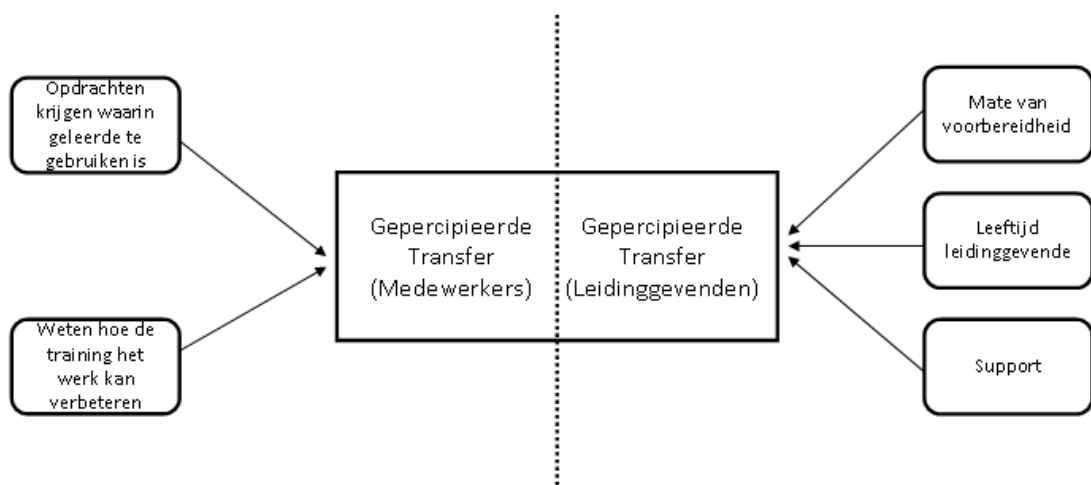 Opdrachten
krijgen waarin
geleerde te
gebruiken is
Weten hoe de
training het
werk kan
verbeteren
Gepercipieerde
Transfer
(Medewerkers)
Gepercipieerde
Transfer
(Leidinggevenden)
Mate van
voorbereidheid
Leeftijd
leidinggevende
Support